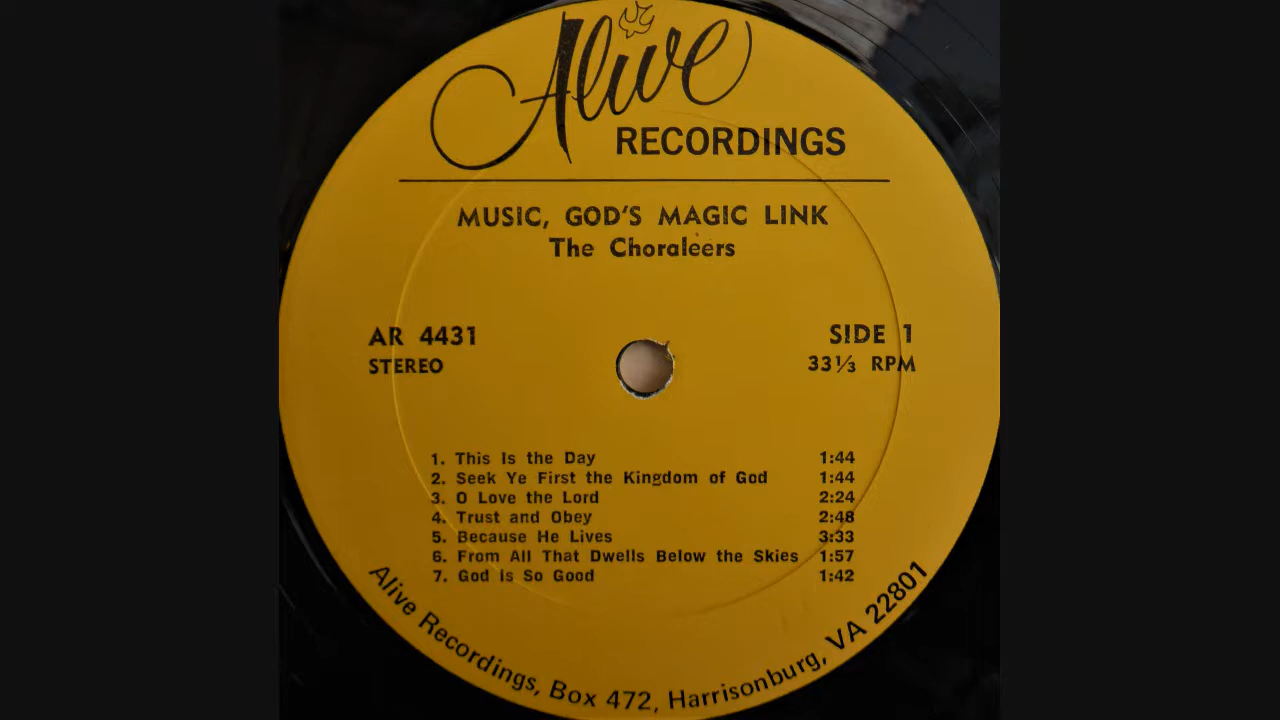 Alive
RECORDINGS
MUSIC, GOD'S MAGIC LINK
The Choraleers
AR 4431
STEREO
SIDE 1
33⅓ RPM
1. This Is the Day 1:44
2. Seek Ye First the Kingdom of God 1:44
3. O Love the Lord 2:24
4. Trust and Obey 2:48
5. Because He Lives 3:33
6. From All That Dwells Below the Skies 1:57
7. God Is So Good 1:42
Alive Recordings, Box 472, Harrisonburg, VA 22801